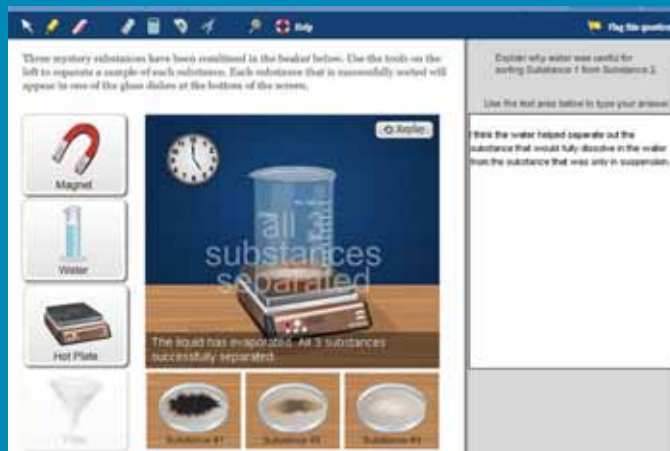 Help
Flag this question
Three mystery substances have been combined in the beaker below. Use the tools on the
left to separate a sample of each substance. Each substance that is successfully sorted will
appear in one of the glass dishes at the bottom of the screen.
Explain why water was useful for
sorting Substance 1 from Substance 2.
Use the text area below to type your answer.
I think the water helped separate out the
substance that would fully dissolve in the water
from the substance that was only in suspension.
Magnet
Water
Hot Plate
Filter
Replay
all 3
substances
separated
The liquid has evaporated. All 3 substances
successfully separated.
Substance #1
Substance #2
Substance #3